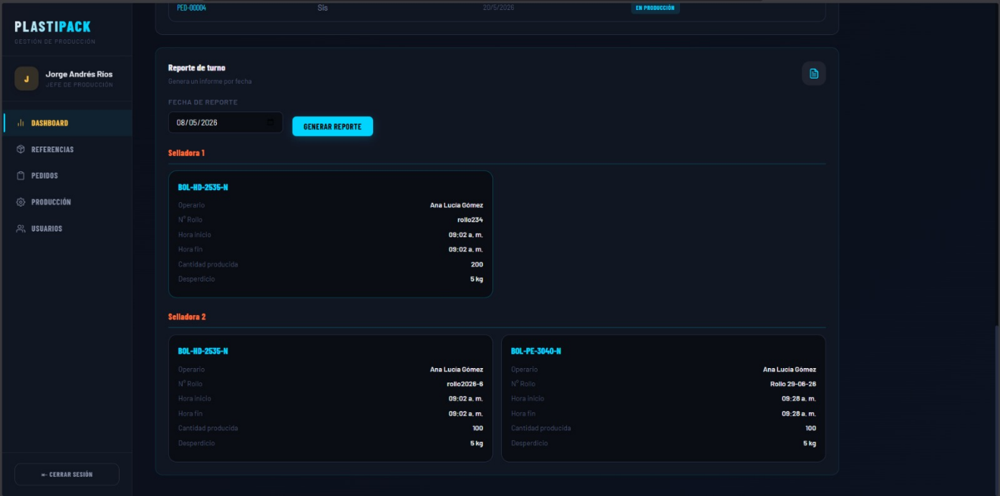 PLASTIPACK
GESTIÓN DE PRODUCCIÓN
J
Jorge Andrés Ríos
JEFE DE PRODUCCIÓN
DASHBOARD
REFERENCIAS
PEDIDOS
PRODUCCIÓN
USUARIOS
← CERRAR SESIÓN
PED-00004 Sis 20/5/2026 EN PRODUCCIÓN
Reporte de turno
Genera un informe por fecha
FECHA DE REPORTE
08/05/2026 GENERAR REPORTE
Selladora 1
BOL-HD-2535-N
Operario Ana Lucía Gómez
N° Rollo rollo234
Hora inicio 09:02 a. m.
Hora fin 09:02 a. m.
Cantidad producida 200
Desperdicio 5 kg
Selladora 2
BOL-HD-2535-N
Operario Ana Lucía Gómez
N° Rollo rollo2026-6
Hora inicio 09:02 a. m.
Hora fin 09:02 a. m.
Cantidad producida 100
Desperdicio 5 kg
BOL-PE-3040-N
Operario Ana Lucía Gómez
N° Rollo Rollo 29-06-26
Hora inicio 09:28 a. m.
Hora fin 09:28 a. m.
Cantidad producida 100
Desperdicio 5 kg